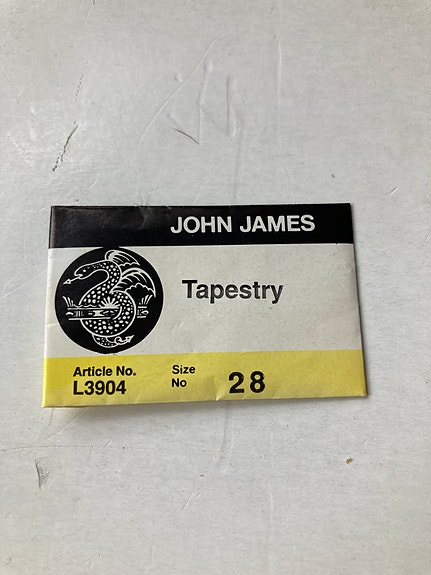 JOHN JAMES
Tapestry
Article No.
L3904
Size
No
28